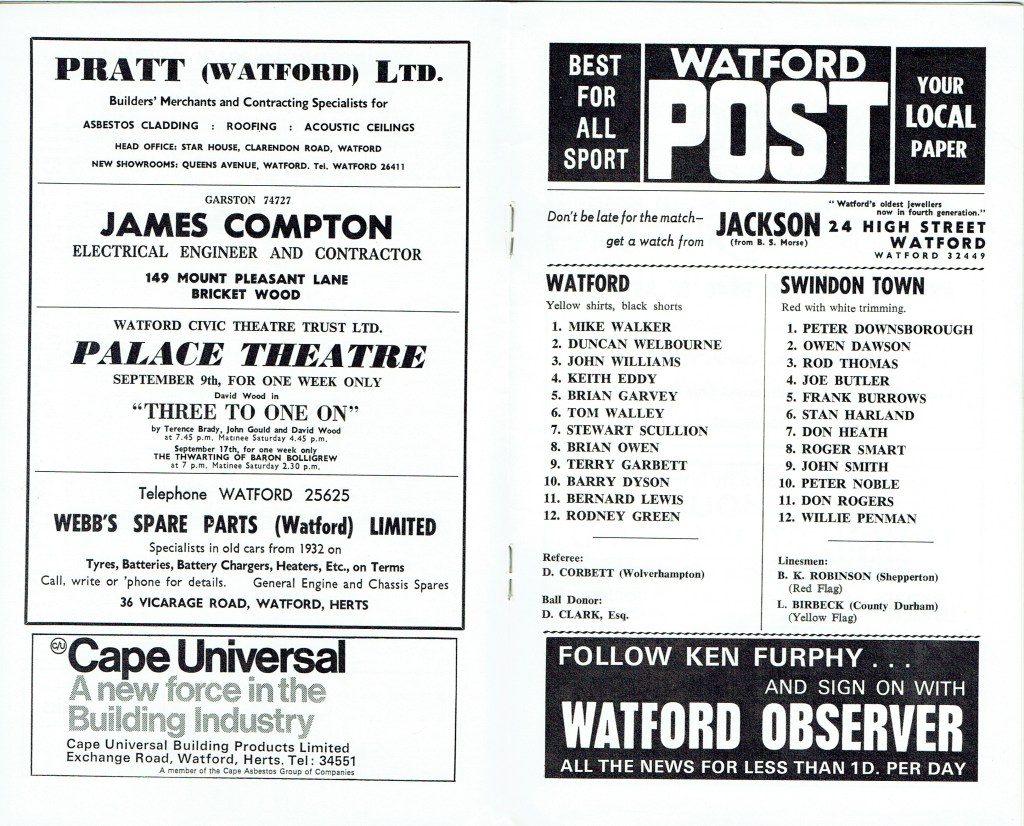 PRATT (WATFORD) LTD.
Builders' Merchants and Contracting Specialists for
ASBESTOS CLADDING : ROOFING : ACOUSTIC CEILINGS
HEAD OFFICE: STAR HOUSE, CLARENDON ROAD, WATFORD
NEW SHOWROOMS: QUEENS AVENUE, WATFORD. Tel. WATFORD 26411
GARSTON 74727
JAMES COMPTON
ELECTRICAL ENGINEER AND CONTRACTOR
149 MOUNT PLEASANT LANE
BRICKET WOOD
WATFORD CIVIC THEATRE TRUST LTD.
PALACE THEATRE
SEPTEMBER 9th, FOR ONE WEEK ONLY
David Wood in
"THREE TO ONE ON"
by Terence Brady, John Gould and David Wood
at 7.45 p.m. Matinee Saturday 4.45 p.m.
September 17th, for one week only
THE THWARTING OF BARON BOLLIGREW
at 7 p.m. Matinee Saturday 2.30 p.m.
Telephone WATFORD 25625
WEBB'S SPARE PARTS (Watford) LIMITED
Specialists in old cars from 1932 on
Tyres, Batteries, Battery Chargers, Heaters, Etc., on Terms
Call, write or 'phone for details. General Engine and Chassis Spares
36 VICARAGE ROAD, WATFORD, HERTS
C/U Cape Universal
A new force in the
Building Industry
Cape Universal Building Products Limited
Exchange Road, Watford, Herts. Tel: 34551
A member of the Cape Asbestos Group of Companies
BEST
FOR
ALL
SPORT
WATFORD
POST
YOUR
LOCAL
PAPER
Don't be late for the match—
get a watch from
JACKSON
(from B. S. Morse)
"Watford's oldest Jewellers
now in fourth generation."
24 HIGH STREET
WATFORD
WATFORD 32449
WATFORD
Yellow shirts, black shorts
1. MIKE WALKER
2. DUNCAN WELBOURNE
3. JOHN WILLIAMS
4. KEITH EDDY
5. BRIAN GARVEY
6. TOM WALLEY
7. STEWART SCULLION
8. BRIAN OWEN
9. TERRY GARBETT
10. BARRY DYSON
11. BERNARD LEWIS
12. RODNEY GREEN
Referee:
D. CORBETT (Wolverhampton)
Ball Donor:
D. CLARK, Esq.
SWINDON TOWN
Red with white trimming.
1. PETER DOWNSBOROUGH
2. OWEN DAWSON
3. ROD THOMAS
4. JOE BUTLER
5. FRANK BURROWS
6. STAN HARLAND
7. DON HEATH
8. ROGER SMART
9. JOHN SMITH
10. PETER NOBLE
11. DON ROGERS
12. WILLIE PENMAN
Linesmen:
B. K. ROBINSON (Shepperton)
(Red Flag)
L. BIRBECK (County Durham)
(Yellow Flag)
FOLLOW KEN FURPHY . . .
AND SIGN ON WITH
WATFORD OBSERVER
ALL THE NEWS FOR LESS THAN 1D. PER DAY